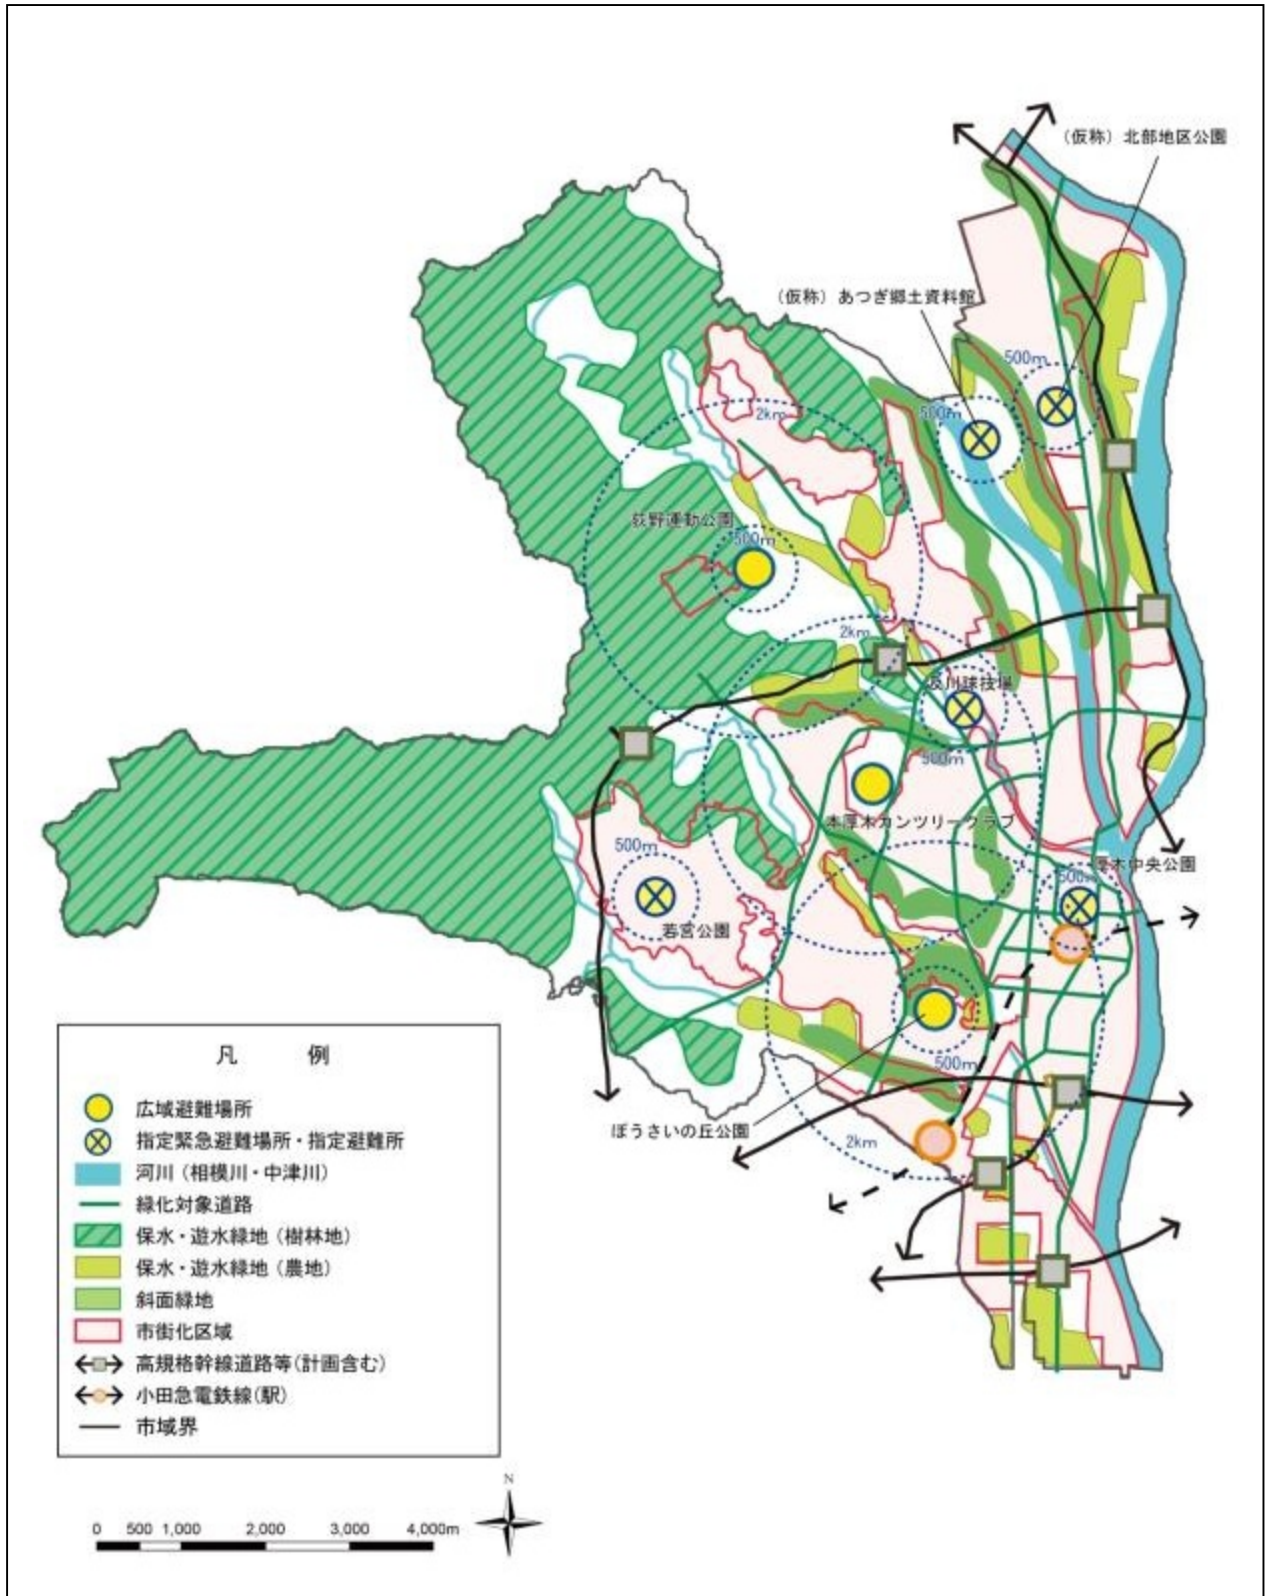 （仮称）北部地区公園
（仮称）あつぎ郷土資料館
500m
500m
2km
荻野運動公園
500m
2km
及川球技場
500m
本厚木カンツリークラブ
500m
厚木中央公園
500m
若宮公園
500m
ぼうさいの丘公園
2km
凡 例
広域避難場所
指定緊急避難場所・指定避難所
河川（相模川・中津川）
緑化対象道路
保水・遊水緑地（樹林地）
保水・遊水緑地（農地）
斜面緑地
市街化区域
高規格幹線道路等（計画含む）
小田急電鉄線（駅）
市域界
N
0 500 1,000 2,000 3,000 4,000m